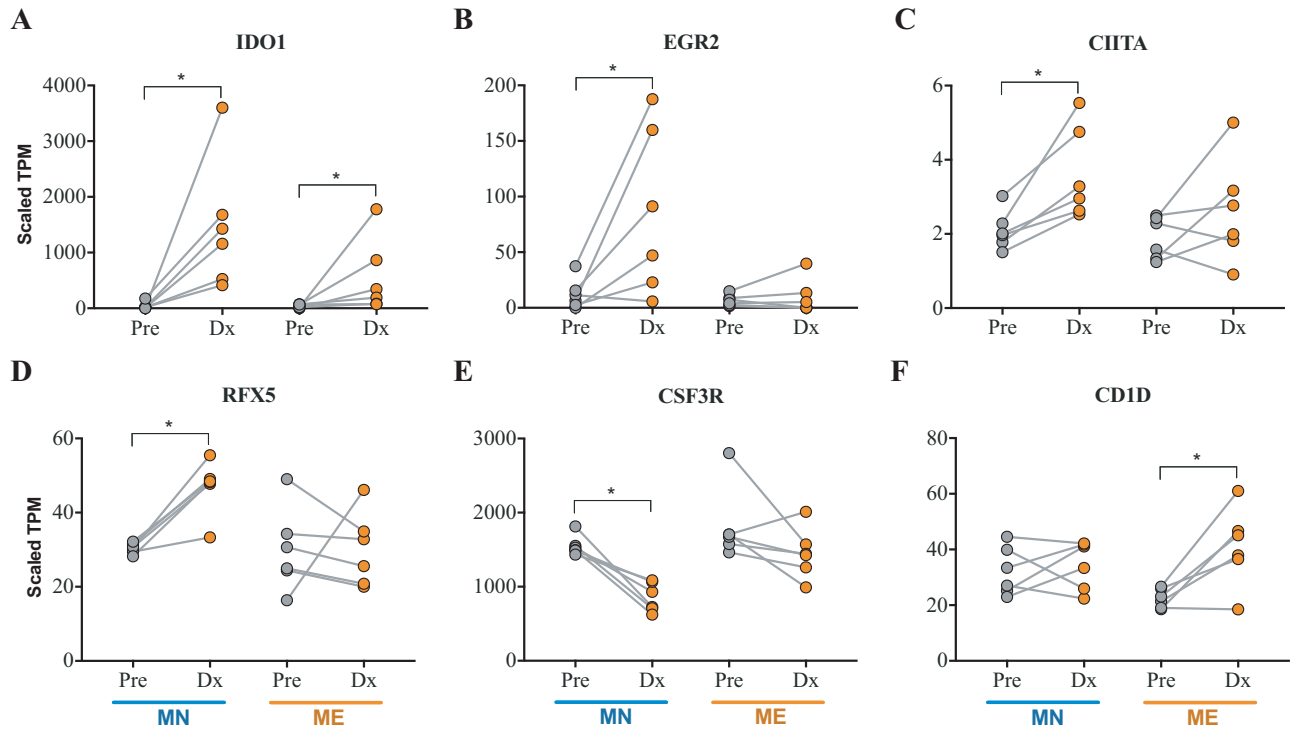 A
IDO1
Scaled TPM
4000
3000
2000
1000
0
*
*
Pre
Dx
Pre
Dx
B
EGR2
200
150
100
50
0
*
Pre
Dx
Pre
Dx
C
CIITA
6
4
2
0
*
Pre
Dx
Pre
Dx
D
RFX5
Scaled TPM
60
40
20
0
*
Pre
Dx
Pre
Dx
MN
ME
E
CSF3R
3000
2000
1000
0
*
Pre
Dx
Pre
Dx
MN
ME
F
CD1D
80
60
40
20
0
*
Pre
Dx
Pre
Dx
MN
ME